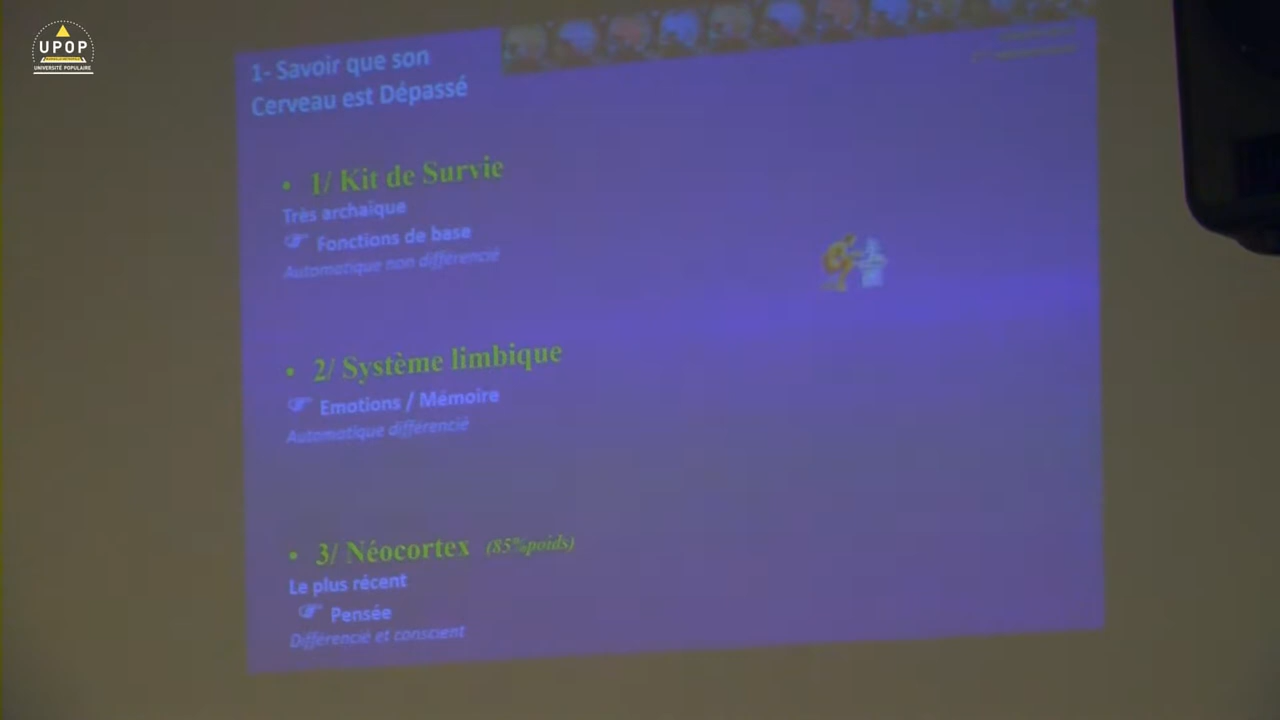 UPOP
UNIVERSITÉ POPULAIRE
1- Savoir que son
Cerveau est Dépassé
• 1/ Kit de Survie
Très archaïque
☞ Fonctions de base
Automatique non différencié
• 2/ Système limbique
☞ Emotions / Mémoire
Automatique différencié
• 3/ Néocortex (85%poids)
Le plus récent
☞ Pensée
Différencié et conscient